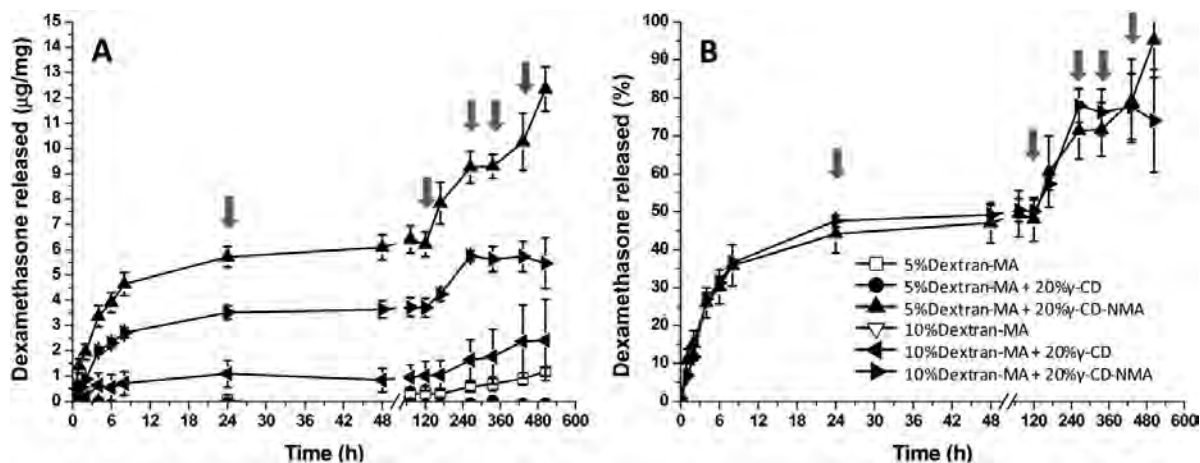 A
Dexamethasone released (µg/mg)
15
14
13
12
11
10
9
8
7
6
5
4
3
2
1
0
0 6 12 18 24 30 36 42 48 120 240 360 480 600
Time (h)
B
Dexamethasone released (%)
100
90
80
70
60
50
40
30
20
10
0
5%Dextran-MA
5%Dextran-MA + 20%γ-CD
5%Dextran-MA + 20%γ-CD-NMA
10%Dextran-MA
10%Dextran-MA + 20%γ-CD
10%Dextran-MA + 20%γ-CD-NMA
0 6 12 18 24 30 36 42 48 120 240 360 480 600
Time (h)